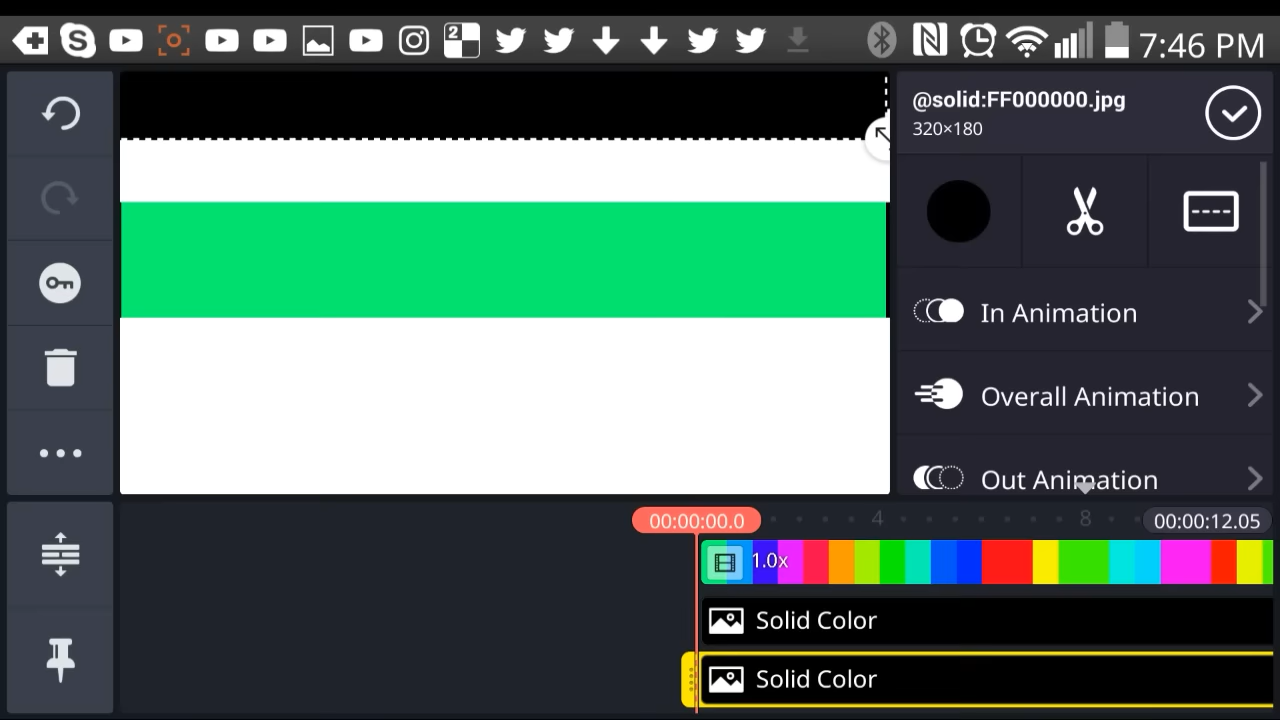 2
7:46 PM
@solid:FF000000.jpg
320×180
In Animation
Overall Animation
Out Animation
00:00:00.0
4
8
00:00:12.05
1.0x
Solid Color
Solid Color